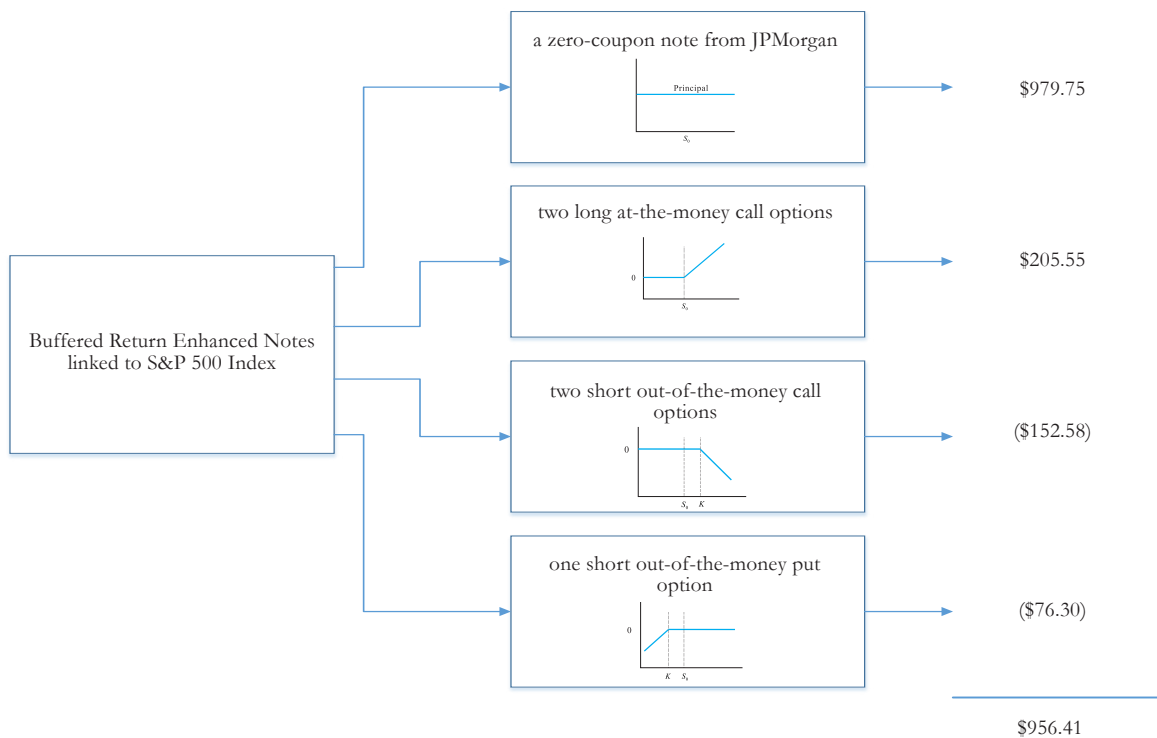 a zero-coupon note from JPMorgan
Principal
S₀
$979.75
two long at-the-money call options
0
S₀
$205.55
Buffered Return Enhanced Notes
linked to S&P 500 Index
two short out-of-the-money call
options
0
S₀ K
($152.58)
one short out-of-the-money put
option
0
K S₀
($76.30)
$956.41